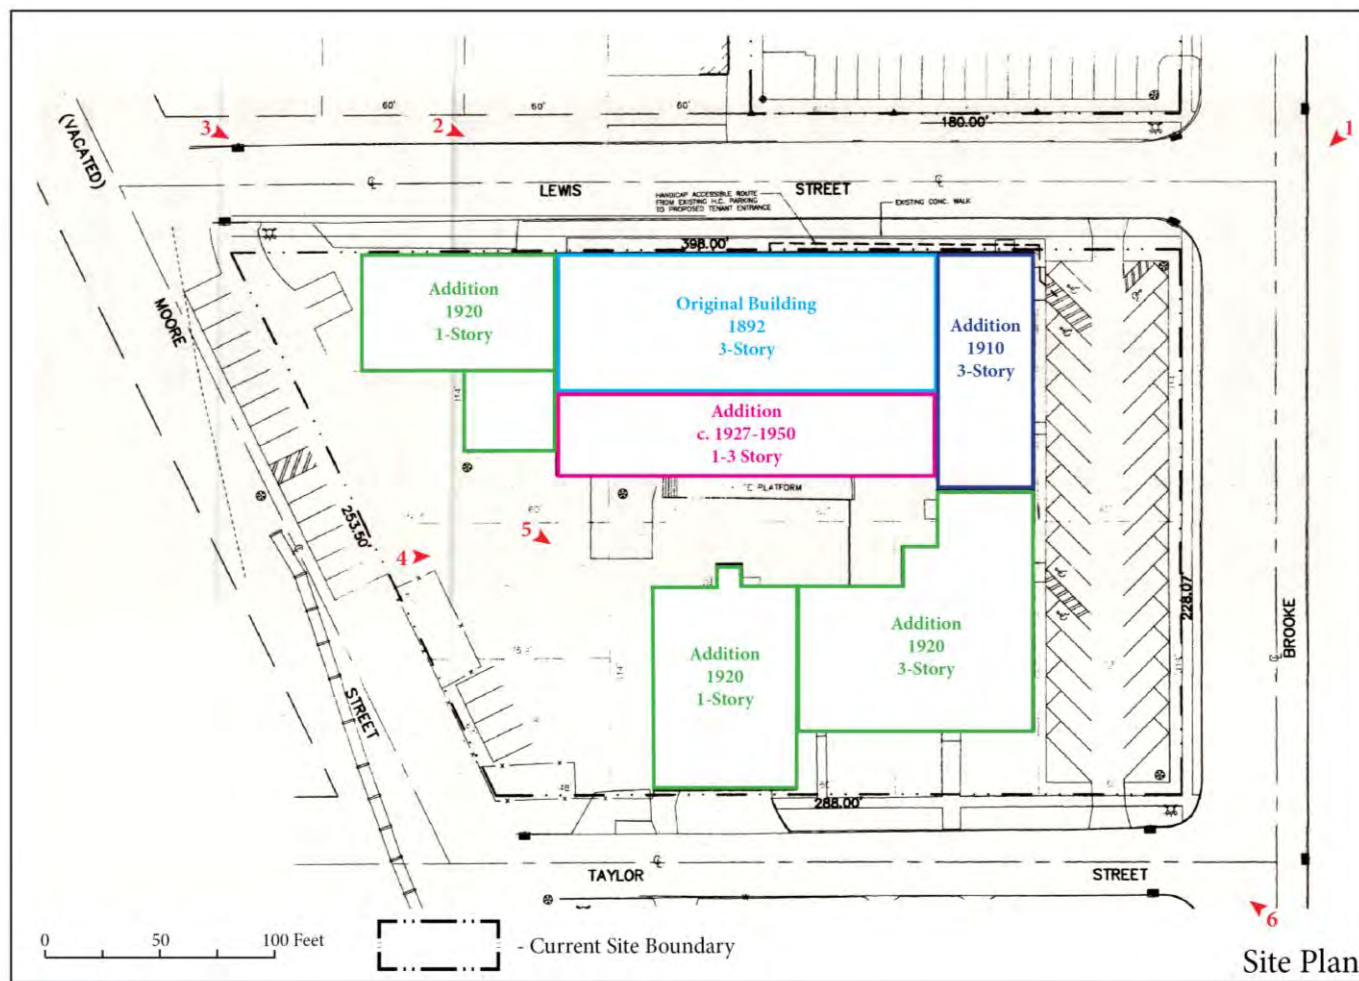 60'
60'
60'
180.00'
3
2
1
(VACATED)
LEWIS
STREET
HANDICAP ACCESSIBLE ROUTE
FROM EXISTING H.C. PARKING
TO PROPOSED TENANT ENTRANCE
EXISTING CONC. WALK
398.00'
MOORE
Addition
1920
1-Story
Original Building
1892
3-Story
Addition
1910
3-Story
114'
Addition
c. 1927-1950
1-3 Story
PLATFORM
253.50'
60'
5
4
228.07'
BROOKE
Addition
1920
1-Story
Addition
1920
3-Story
114'
STREET
288.00'
TAYLOR
STREET
6
0
50
100 Feet
- Current Site Boundary
Site Plan